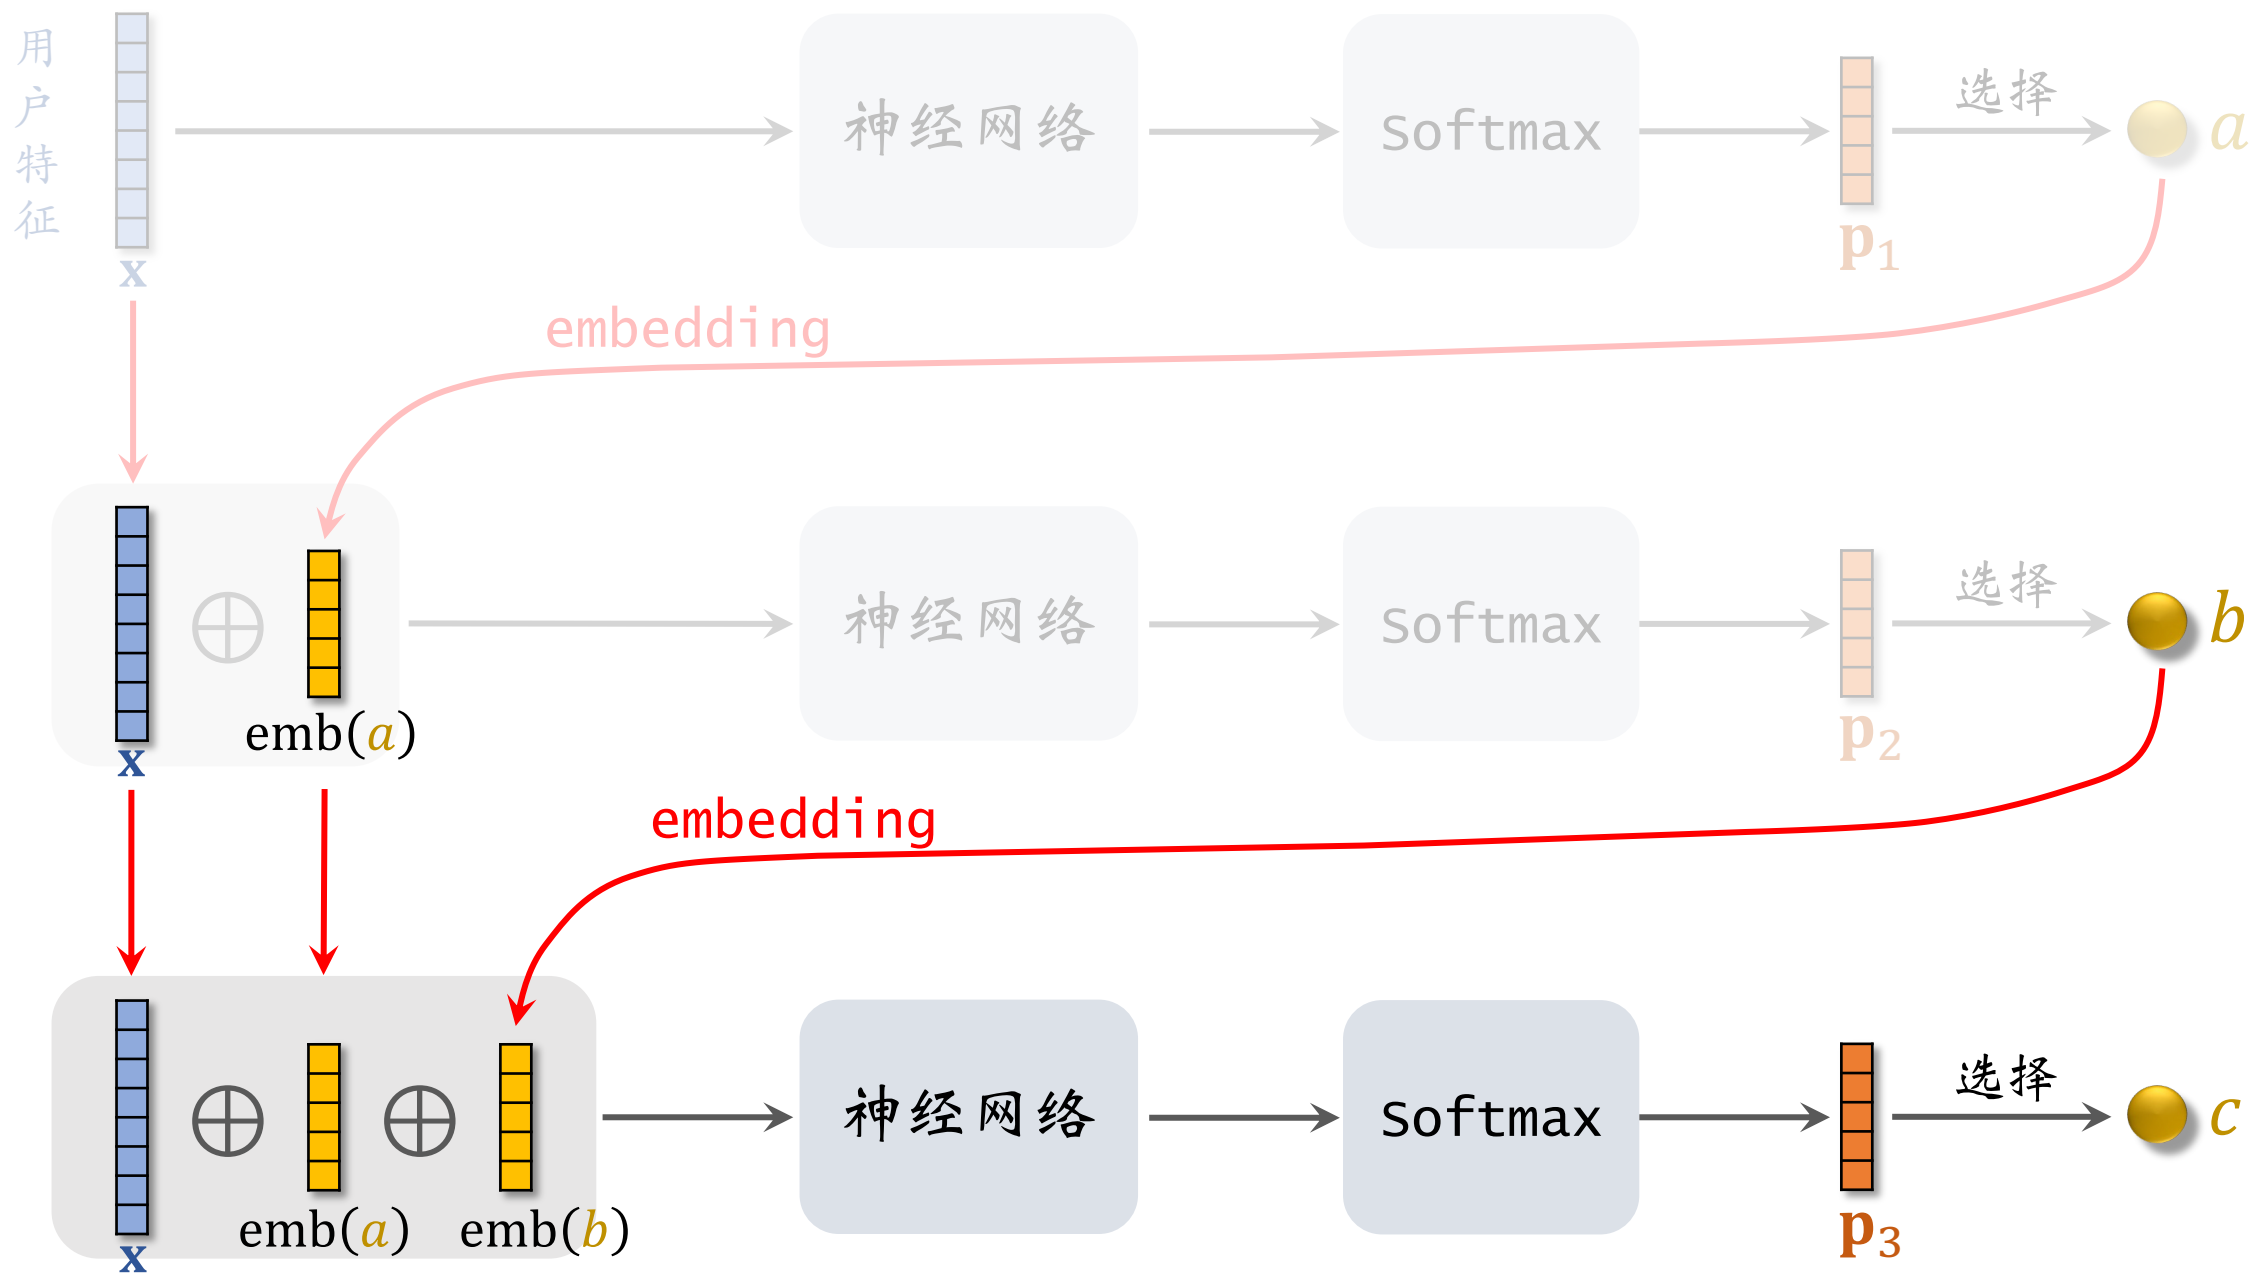 用户特征
x
神经网络
Softmax
选择
p1
a
embedding
x
emb(a)
神经网络
Softmax
选择
p2
b
embedding
x
emb(a)
emb(b)
神经网络
Softmax
选择
p3
c